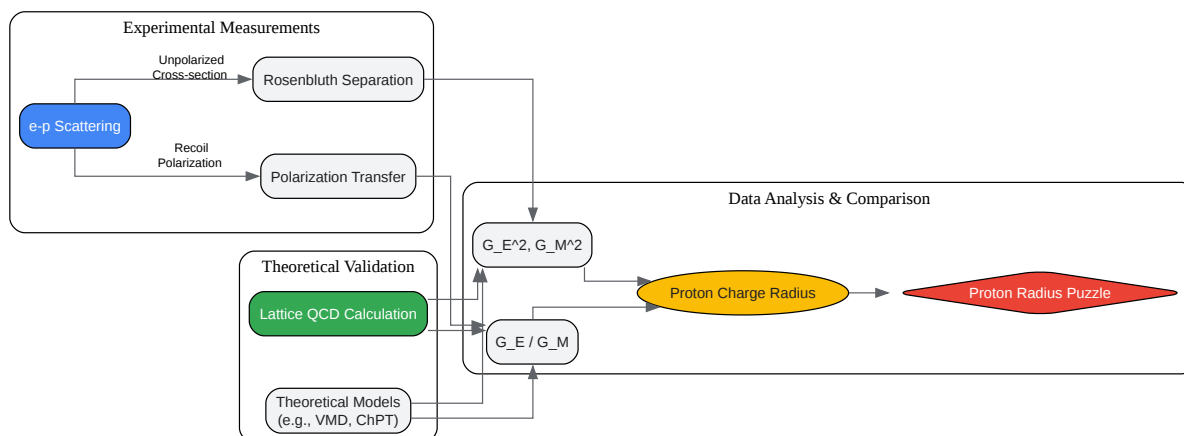 Experimental Measurements
Unpolarized
Cross-section
Rosenbluth Separation
e-p Scattering
Recoil
Polarization
Polarization Transfer
Data Analysis & Comparison
G_E^2, G_M^2
Theoretical Validation
Proton Charge Radius
Proton Radius Puzzle
Lattice QCD Calculation
G_E / G_M
Theoretical Models
(e.g., VMD, ChPT)